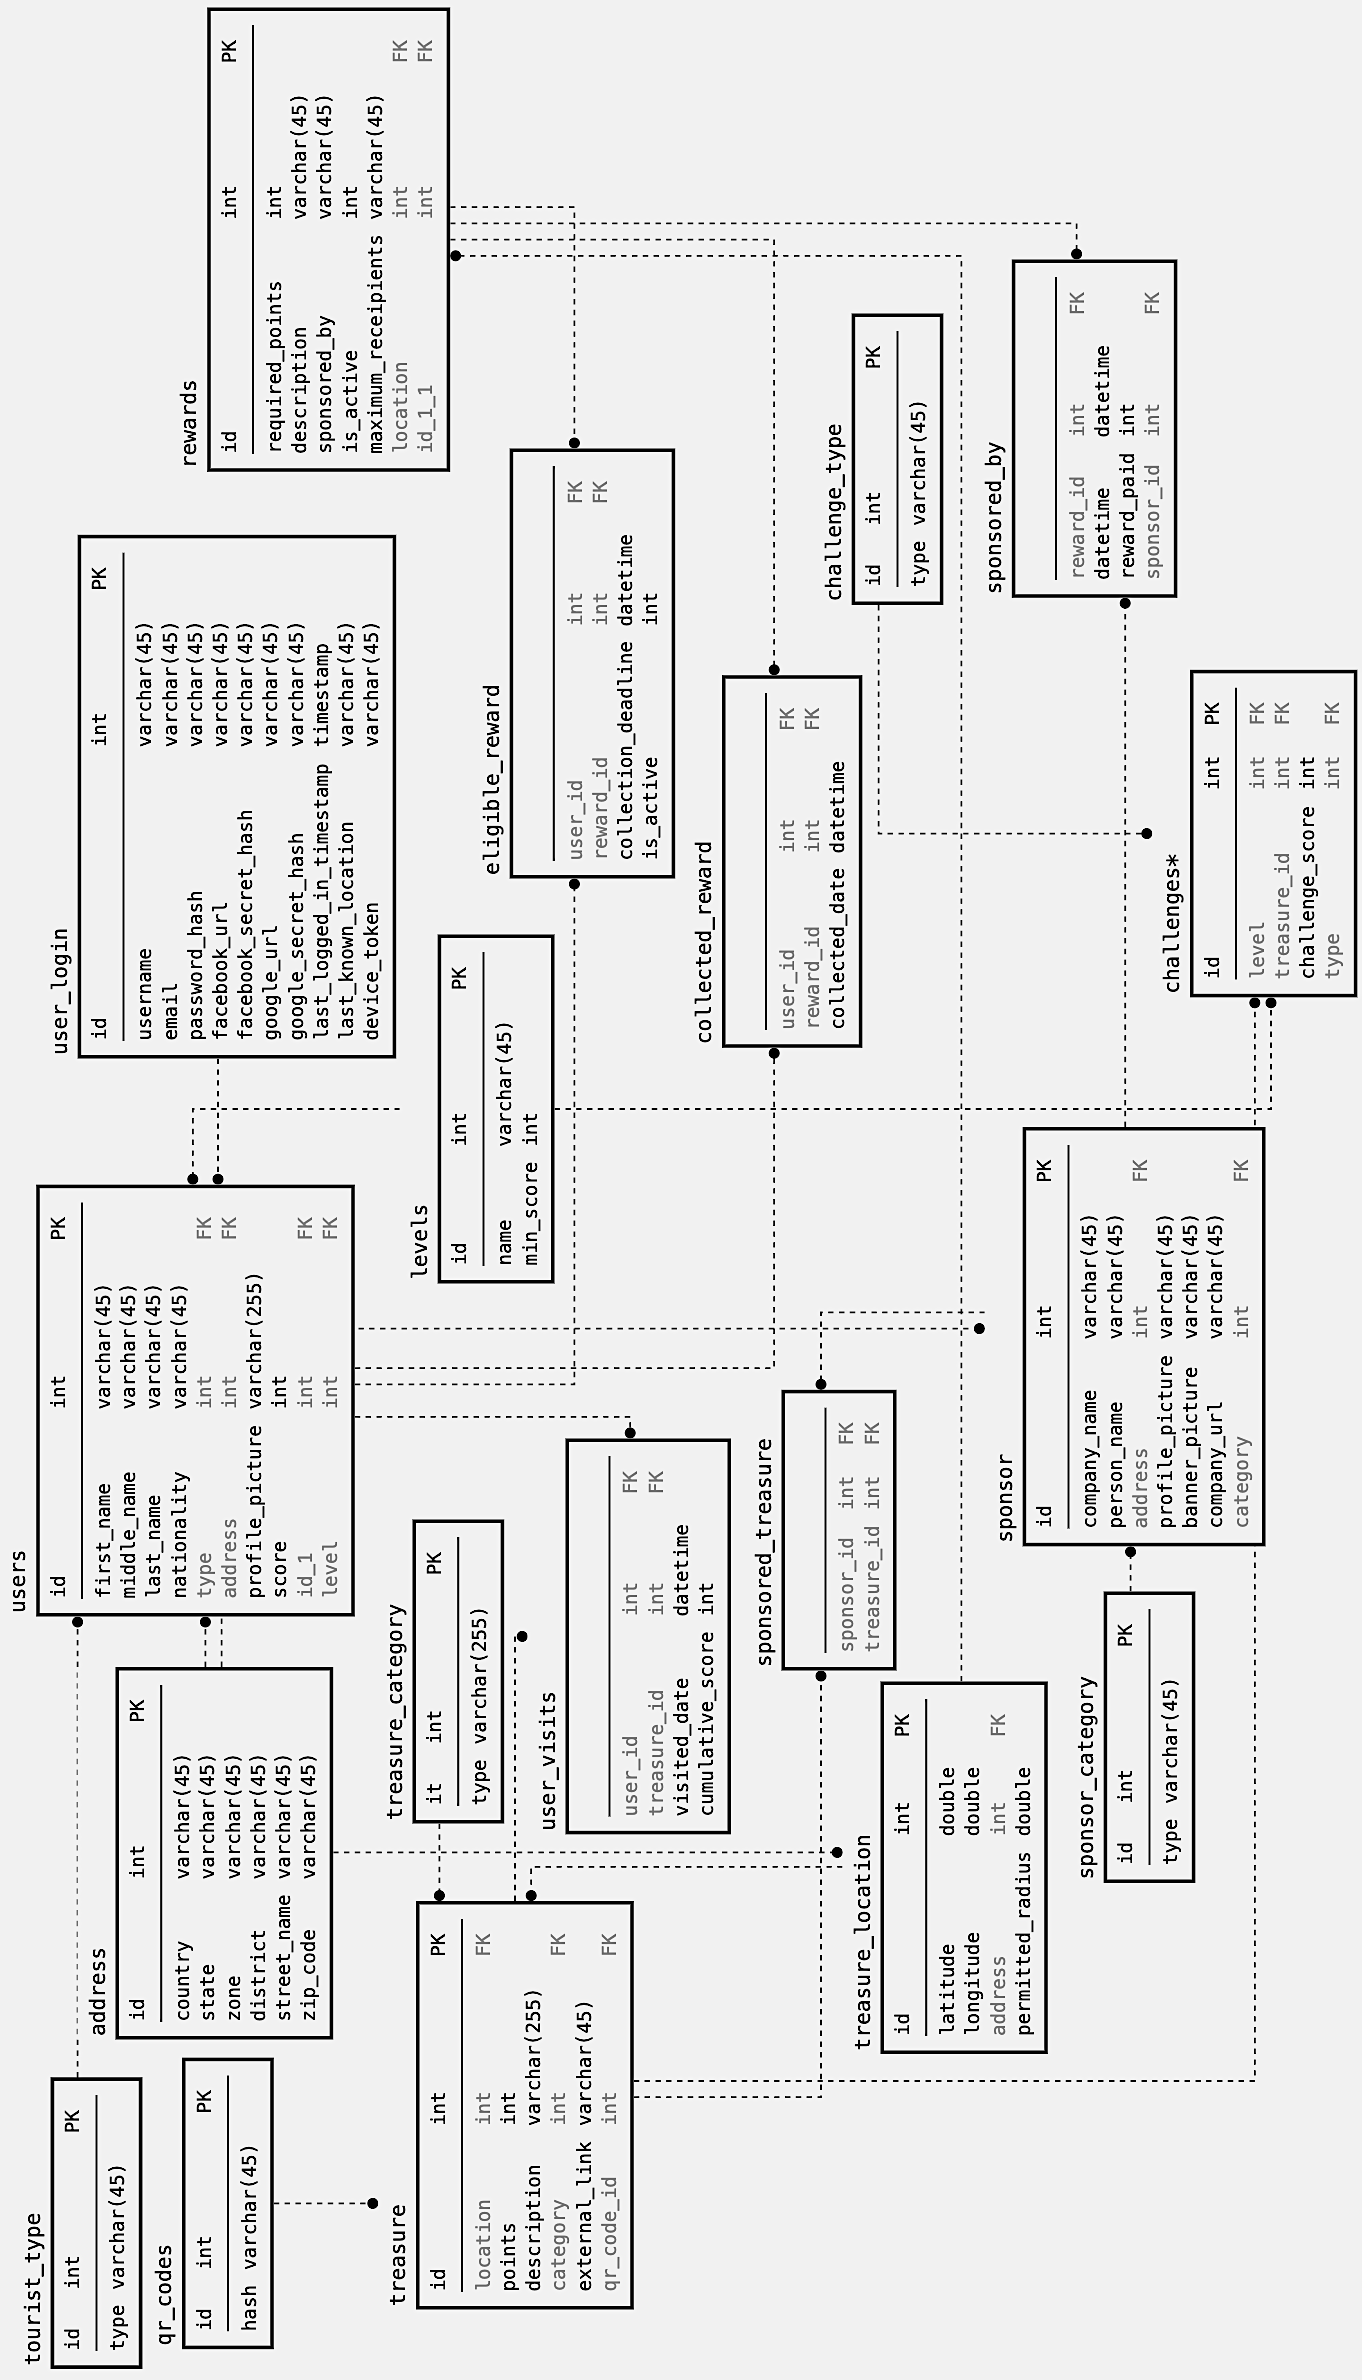 tourist_type
id int PK
type varchar(45)
qr_codes
id int PK
hash varchar(45)
address
id int PK
country varchar(45)
state varchar(45)
zone varchar(45)
district varchar(45)
street_name varchar(45)
zip_code varchar(45)
users
id int PK
first_name varchar(45)
middle_name varchar(45)
last_name varchar(45)
nationality varchar(45)
type int FK
address int FK
profile_picture varchar(255)
score int
id_1 int FK
level int FK
user_login
id int PK
username varchar(45)
email varchar(45)
password_hash varchar(45)
facebook_url varchar(45)
facebook_secret_hash varchar(45)
google_url varchar(45)
google_secret_hash varchar(45)
last_logged_in_timestamp timestamp
last_known_location varchar(45)
device_token varchar(45)
rewards
id int PK
required_points int
description varchar(45)
sponsored_by varchar(45)
is_active int
maximum_receipients varchar(45)
location int FK
id_1_1 int FK
treasure
id int PK
location int FK
points int
description varchar(255)
category int FK
external_link varchar(45)
qr_code_id int FK
treasure_category
it int PK
type varchar(255)
levels
id int PK
name varchar(45)
min_score int
eligible_reward
user_id int FK
reward_id int FK
collection_deadline datetime
is_active int
user_visits
user_id int FK
treasure_id int FK
visited_date datetime
cumulative_score int
collected_reward
user_id int FK
reward_id int FK
collected_date datetime
sponsored_treasure
sponsor_id int FK
treasure_id int FK
challenge_type
id int PK
type varchar(45)
treasure_location
id int PK
latitude double
longitude double
address int FK
permitted_radius double
sponsored_by
reward_id int FK
datetime datetime
reward_paid int
sponsor_id int FK
sponsor
id int PK
company_name varchar(45)
person_name varchar(45)
address int FK
profile_picture varchar(45)
banner_picture varchar(45)
company_url varchar(45)
category int FK
sponsor_category
id int PK
type varchar(45)
challenges*
id int PK
level int FK
treasure_id int FK
challenge_score int
type int FK